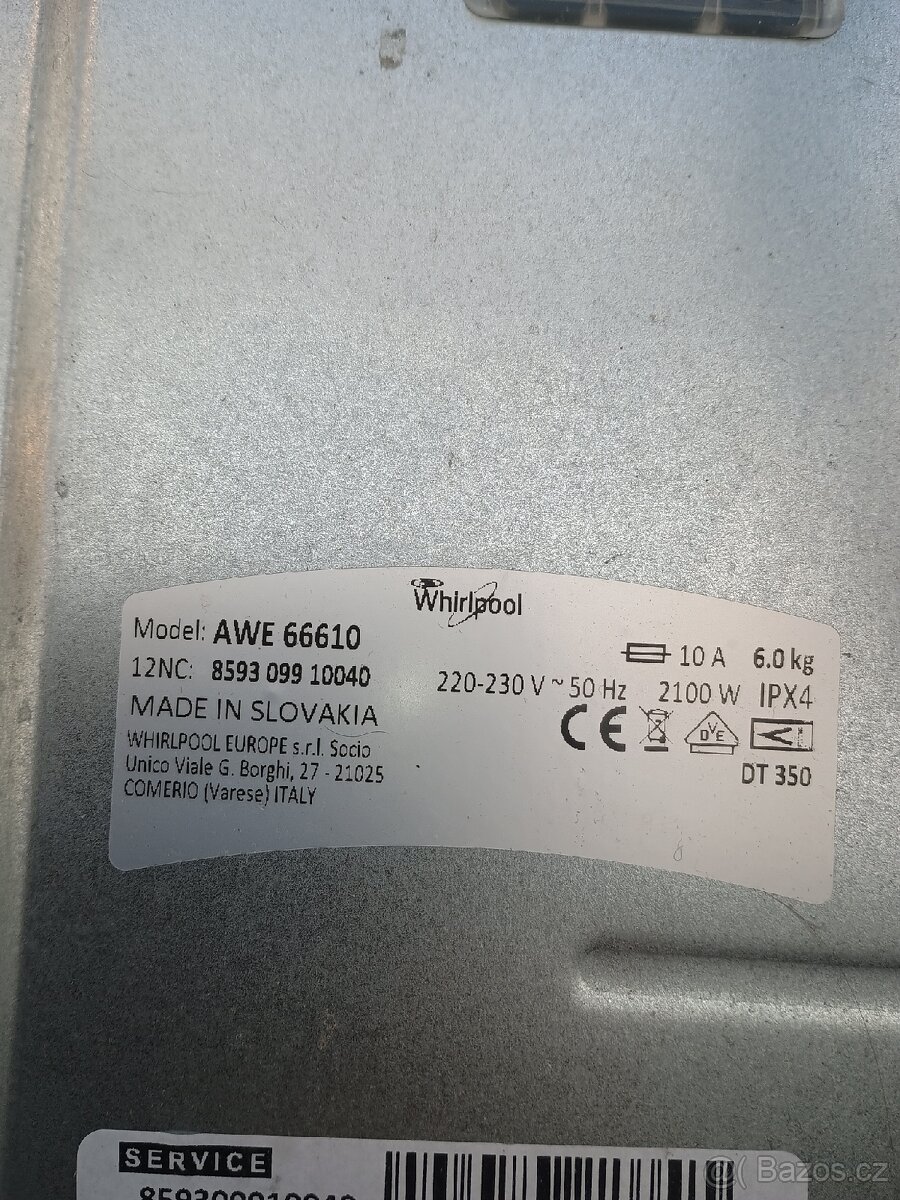 Whirlpool
Model: AWE 66610
12NC: 8593 099 10040
MADE IN SLOVAKIA
WHIRLPOOL EUROPE s.r.l. Socio
Unico Viale G. Borghi, 27 - 21025
COMERIO (Varese) ITALY
10 A 6.0 kg
220-230 V ~ 50 Hz 2100 W IPX4
CE DVE
DT 350
SERVICE
859309910040
Bazos.cz